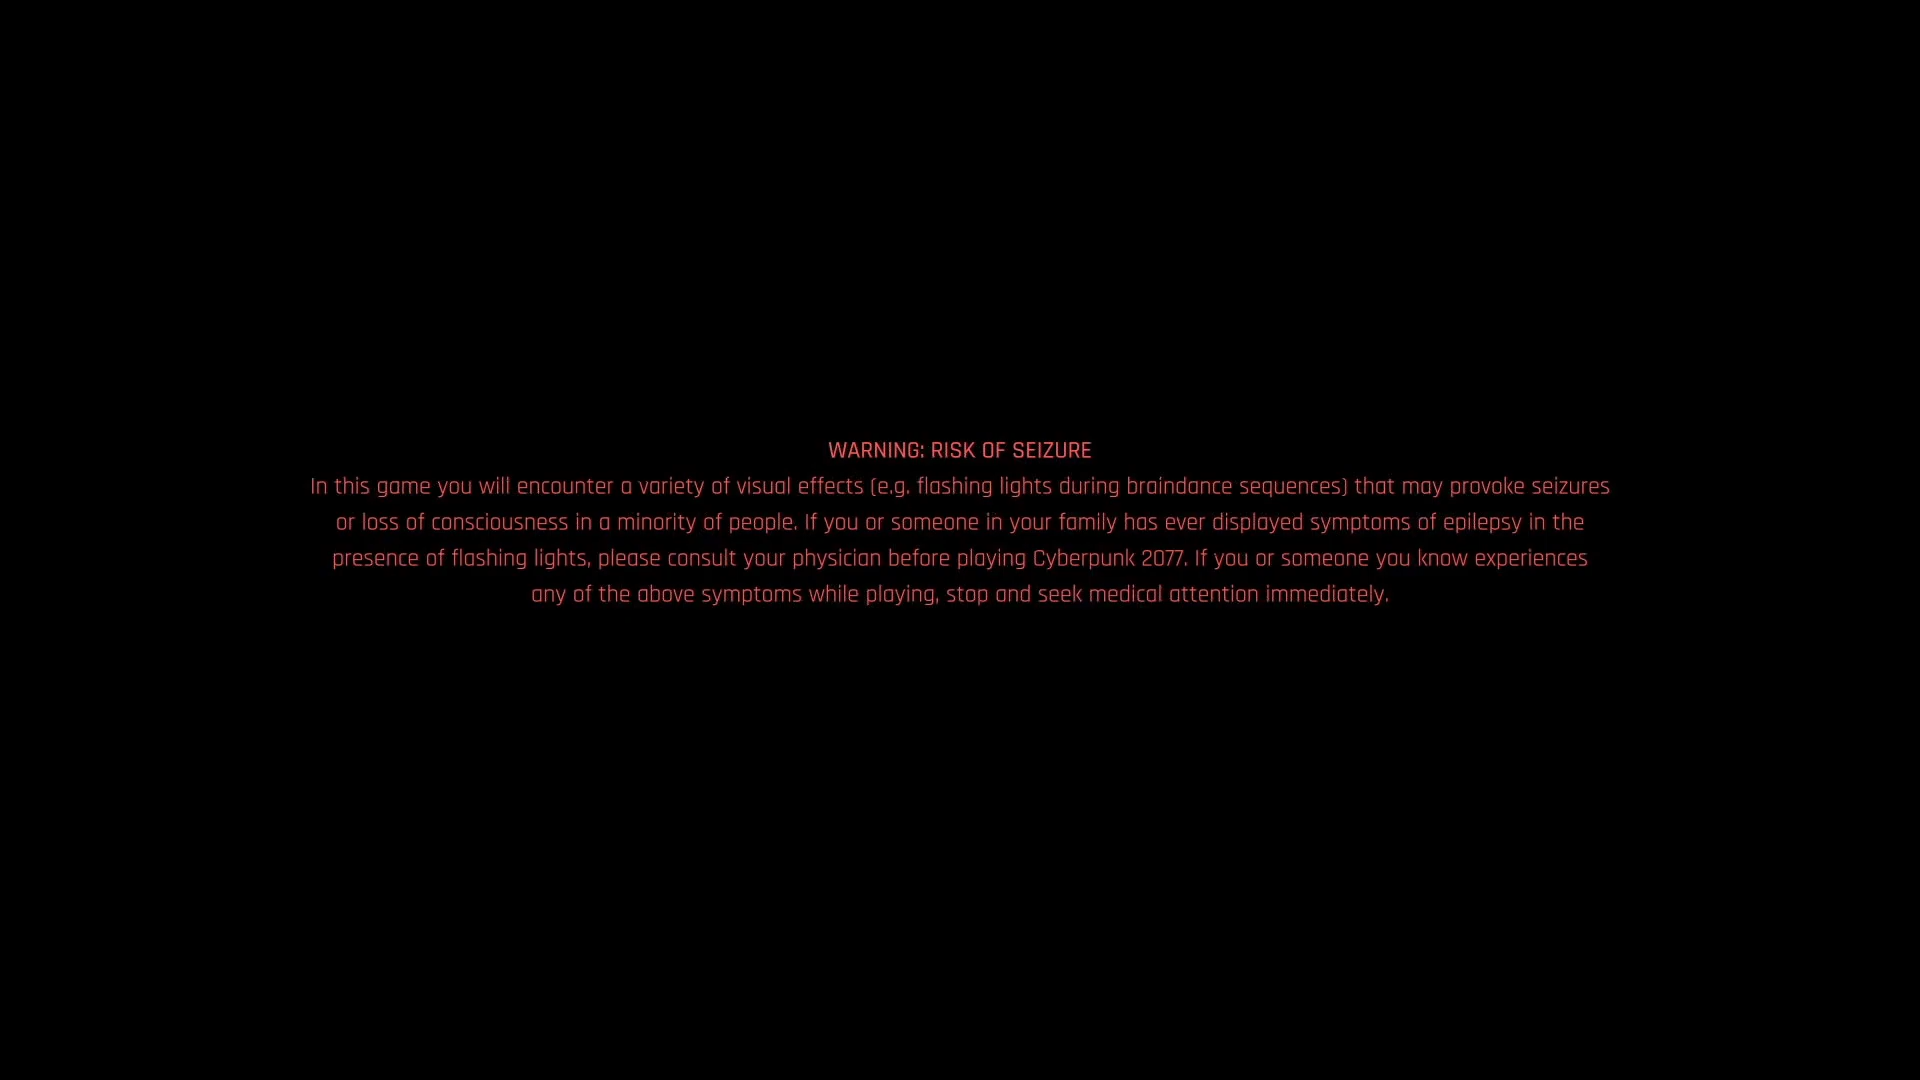 WARNING: RISK OF SEIZURE
In this game you will encounter a variety of visual effects (e.g. flashing lights during braindance sequences) that may provoke seizures
or loss of consciousness in a minority of people. If you or someone in your family has ever displayed symptoms of epilepsy in the
presence of flashing lights, please consult your physician before playing Cyberpunk 2077. If you or someone you know experiences
any of the above symptoms while playing, stop and seek medical attention immediately.